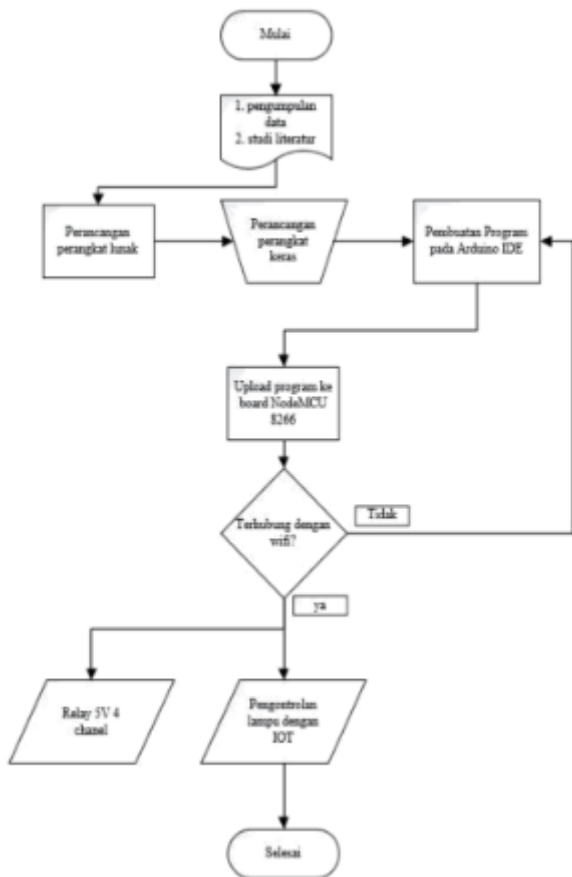 Mulai
1. pengumpulan
data
2. studi literatur
Perancangan
perangkat lunak
Perancangan
perangkat
keras
Pembuatan Program
pada Arduino IDE
Upload program ke
board NodeMCU
8266
Terhubung dengan
wifi?
Tidak
ya
Relay 5V 4
chanel
Pengontrolan
lampu dengan
IOT
Selesai